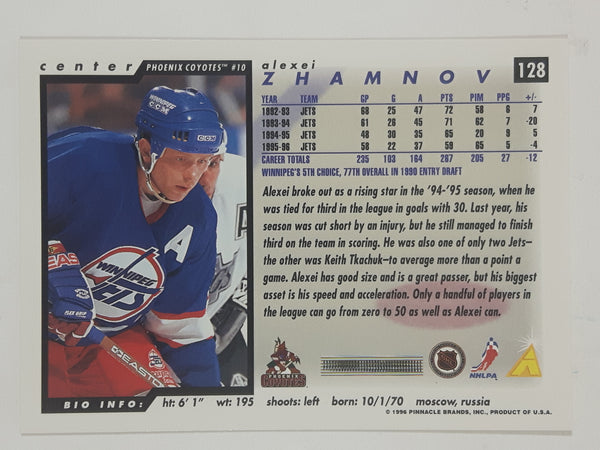 center
PHOENIX COYOTES™ #10
alexei
ZHAMNOV
128
YEAR TEAM GP G A PTS PIM PPG +/-
1992-93 JETS 68 25 47 72 58 6 7
1993-94 JETS 61 26 45 71 62 7 -20
1994-95 JETS 48 30 35 65 20 9 5
1995-96 JETS 58 22 37 59 65 5 -4
CAREER TOTALS 235 103 164 267 205 27 -12
WINNIPEG'S 5TH CHOICE, 77TH OVERALL IN 1990 ENTRY DRAFT
Alexei broke out as a rising star in the '94-'95 season, when he
was tied for third in the league in goals with 30. Last year, his
season was cut short by an injury, but he still managed to finish
third on the team in scoring. He was also one of only two Jets—
the other was Keith Tkachuk—to average more than a point a
game. Alexei has good size and is a great passer, but his biggest
asset is his speed and acceleration. Only a handful of players in
the league can go from zero to 50 as well as Alexei can.
WINNIPEG
CCM
CCM
A
WINNIPEG
JETS
EASTON
PHOENIX
COYOTES
NHL
NHLPA
BIO INFO: ht: 6' 1" wt: 195 shoots: left born: 10/1/70 moscow, russia
© 1996 PINNACLE BRANDS, INC., PRODUCT OF U.S.A.